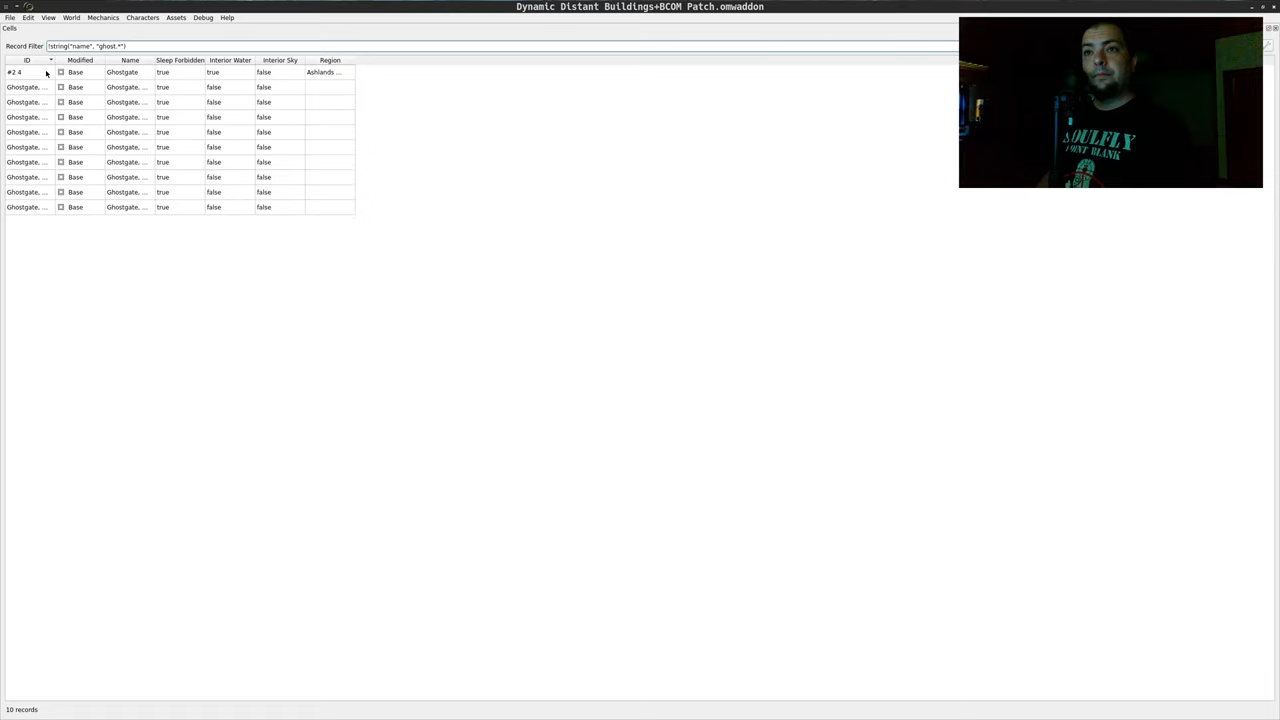 Dynamic Distant Buildings+BCOM Patch.omwaddon
File Edit View World Mechanics Characters Assets Debug Help
Cells
Record Filter !string("name", "ghost.*")
ID Modified Name Sleep Forbidden Interior Water Interior Sky Region
#2 4 Base Ghostgate true true false Ashlands ...
Ghostgate, ... Base Ghostgate, ... true false false
Ghostgate, ... Base Ghostgate, ... true false false
Ghostgate, ... Base Ghostgate, ... true false false
Ghostgate, ... Base Ghostgate, ... true false false
Ghostgate, ... Base Ghostgate, ... true false false
Ghostgate, ... Base Ghostgate, ... true false false
Ghostgate, ... Base Ghostgate, ... true false false
Ghostgate, ... Base Ghostgate, ... true false false
Ghostgate, ... Base Ghostgate, ... true false false
SOULFLY
POINT BLANK
10 records